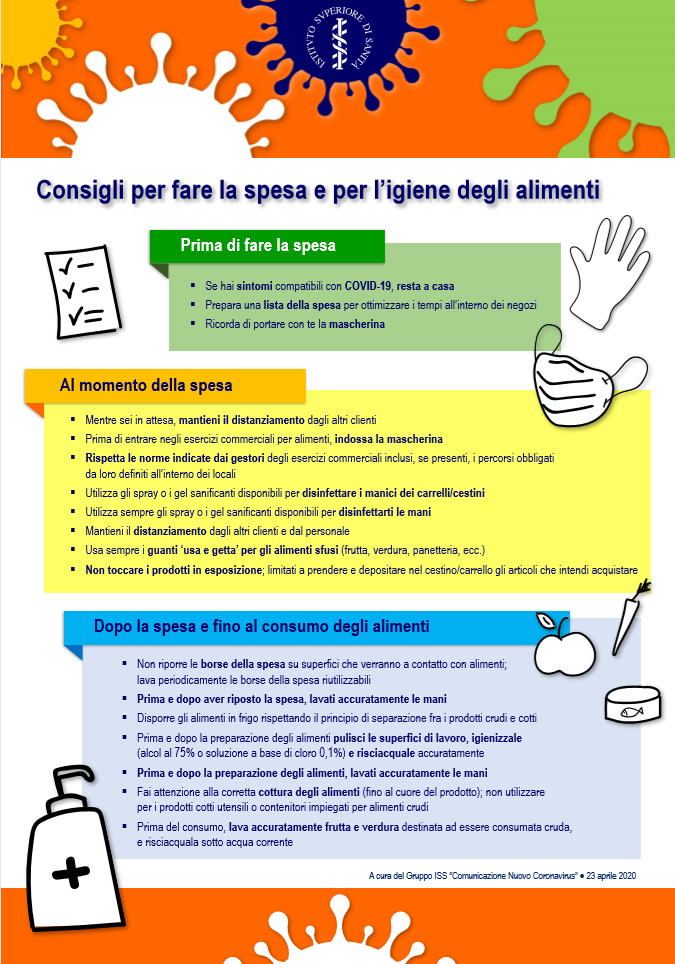 ISTITVTO SVPERIORE DI SANITÀ
Consigli per fare la spesa e per l'igiene degli alimenti
Prima di fare la spesa
▪ Se hai sintomi compatibili con COVID-19, resta a casa
▪ Prepara una lista della spesa per ottimizzare i tempi all'interno dei negozi
▪ Ricorda di portare con te la mascherina
Al momento della spesa
▪ Mentre sei in attesa, mantieni il distanziamento dagli altri clienti
▪ Prima di entrare negli esercizi commerciali per alimenti, indossa la mascherina
▪ Rispetta le norme indicate dai gestori degli esercizi commerciali inclusi, se presenti, i percorsi obbligati
da loro definiti all'interno dei locali
▪ Utilizza gli spray o i gel sanificanti disponibili per disinfettare i manici dei carrelli/cestini
▪ Utilizza sempre gli spray o i gel sanificanti disponibili per disinfettarti le mani
▪ Mantieni il distanziamento dagli altri clienti e dal personale
▪ Usa sempre i guanti 'usa e getta' per gli alimenti sfusi (frutta, verdura, panetteria, ecc.)
▪ Non toccare i prodotti in esposizione; limitati a prendere e depositare nel cestino/carrello gli articoli che intendi acquistare
Dopo la spesa e fino al consumo degli alimenti
▪ Non riporre le borse della spesa su superfici che verranno a contatto con alimenti;
lava periodicamente le borse della spesa riutilizzabili
▪ Prima e dopo aver riposto la spesa, lavati accuratamente le mani
▪ Disporre gli alimenti in frigo rispettando il principio di separazione fra i prodotti crudi e cotti
▪ Prima e dopo la preparazione degli alimenti pulisci le superfici di lavoro, igienizzale
(alcol al 75% o soluzione a base di cloro 0,1%) e risciacquale accuratamente
▪ Prima e dopo la preparazione degli alimenti, lavati accuratamente le mani
▪ Fai attenzione alla corretta cottura degli alimenti (fino al cuore del prodotto); non utilizzare
per i prodotti cotti utensili o contenitori impiegati per alimenti crudi
▪ Prima del consumo, lava accuratamente frutta e verdura destinata ad essere consumata cruda,
e risciacquala sotto acqua corrente
A cura del Gruppo ISS "Comunicazione Nuovo Coronavirus" ● 23 aprile 2020